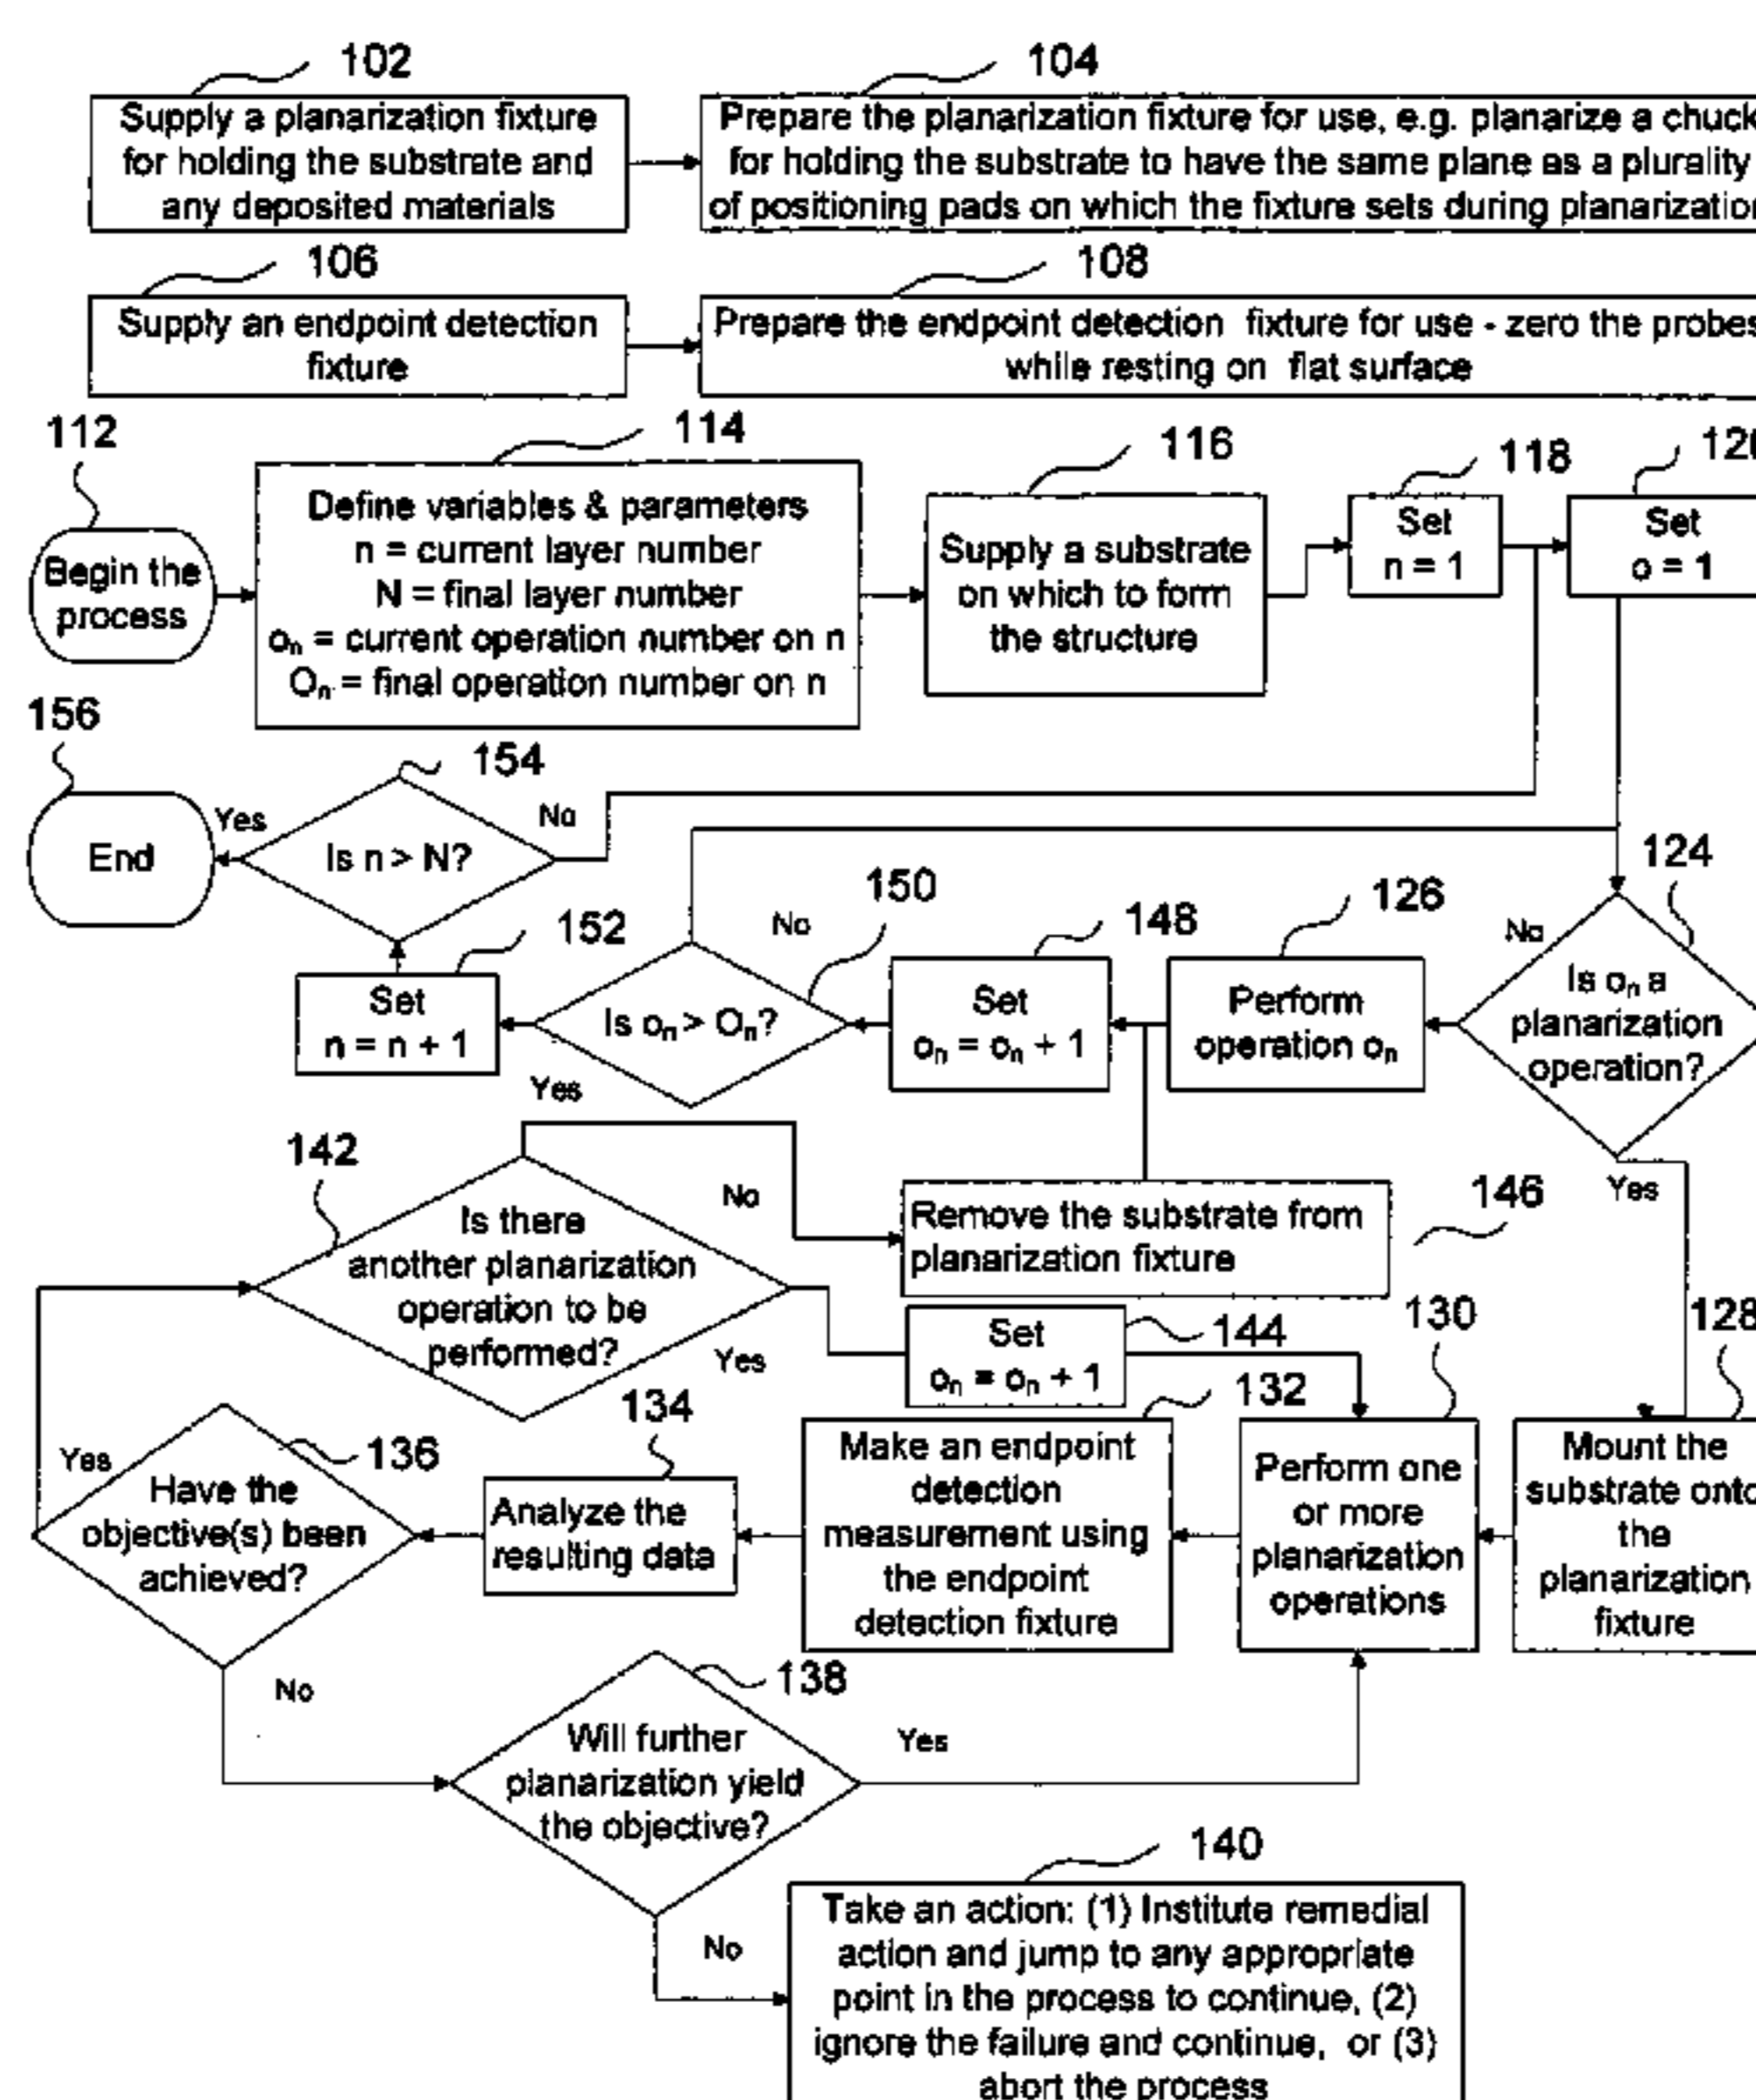 102
Supply a planarization fixture
for holding the substrate and
any deposited materials
104
Prepare the planarization fixture for use, e.g. planarize a chuck
for holding the substrate to have the same plane as a plurality
of positioning pads on which the fixture sets during planarization
106
Supply an endpoint detection
fixture
108
Prepare the endpoint detection fixture for use - zero the probes
while resting on flat surface
112
Begin the
process
114
Define variables & parameters
n = current layer number
N = final layer number
oₙ = current operation number on n
Oₙ = final operation number on n
116
Supply a substrate
on which to form
the structure
118
Set
n = 1
120
Set
o = 1
156
End
154
Yes
Is n > N?
No
124
No
Is oₙ a
planarization
operation?
Yes
126
Perform
operation oₙ
148
Set
oₙ = oₙ + 1
150
No
Is oₙ > Oₙ?
Yes
152
Set
n = n + 1
142
Is there
another planarization
operation to be
performed?
No
Yes
146
Remove the substrate from
planarization fixture
144
Set
oₙ = oₙ + 1
128
Mount the
substrate onto
the
planarization
fixture
130
Perform one
or more
planarization
operations
132
Make an endpoint
detection
measurement using
the endpoint
detection fixture
134
Analyze the
resulting data
136
Yes
Have the
objective(s) been
achieved?
No
138
Will further
planarization yield
the objective?
Yes
No
140
Take an action: (1) Institute remedial
action and jump to any appropriate
point in the process to continue, (2)
ignore the failure and continue, or (3)
abort the process